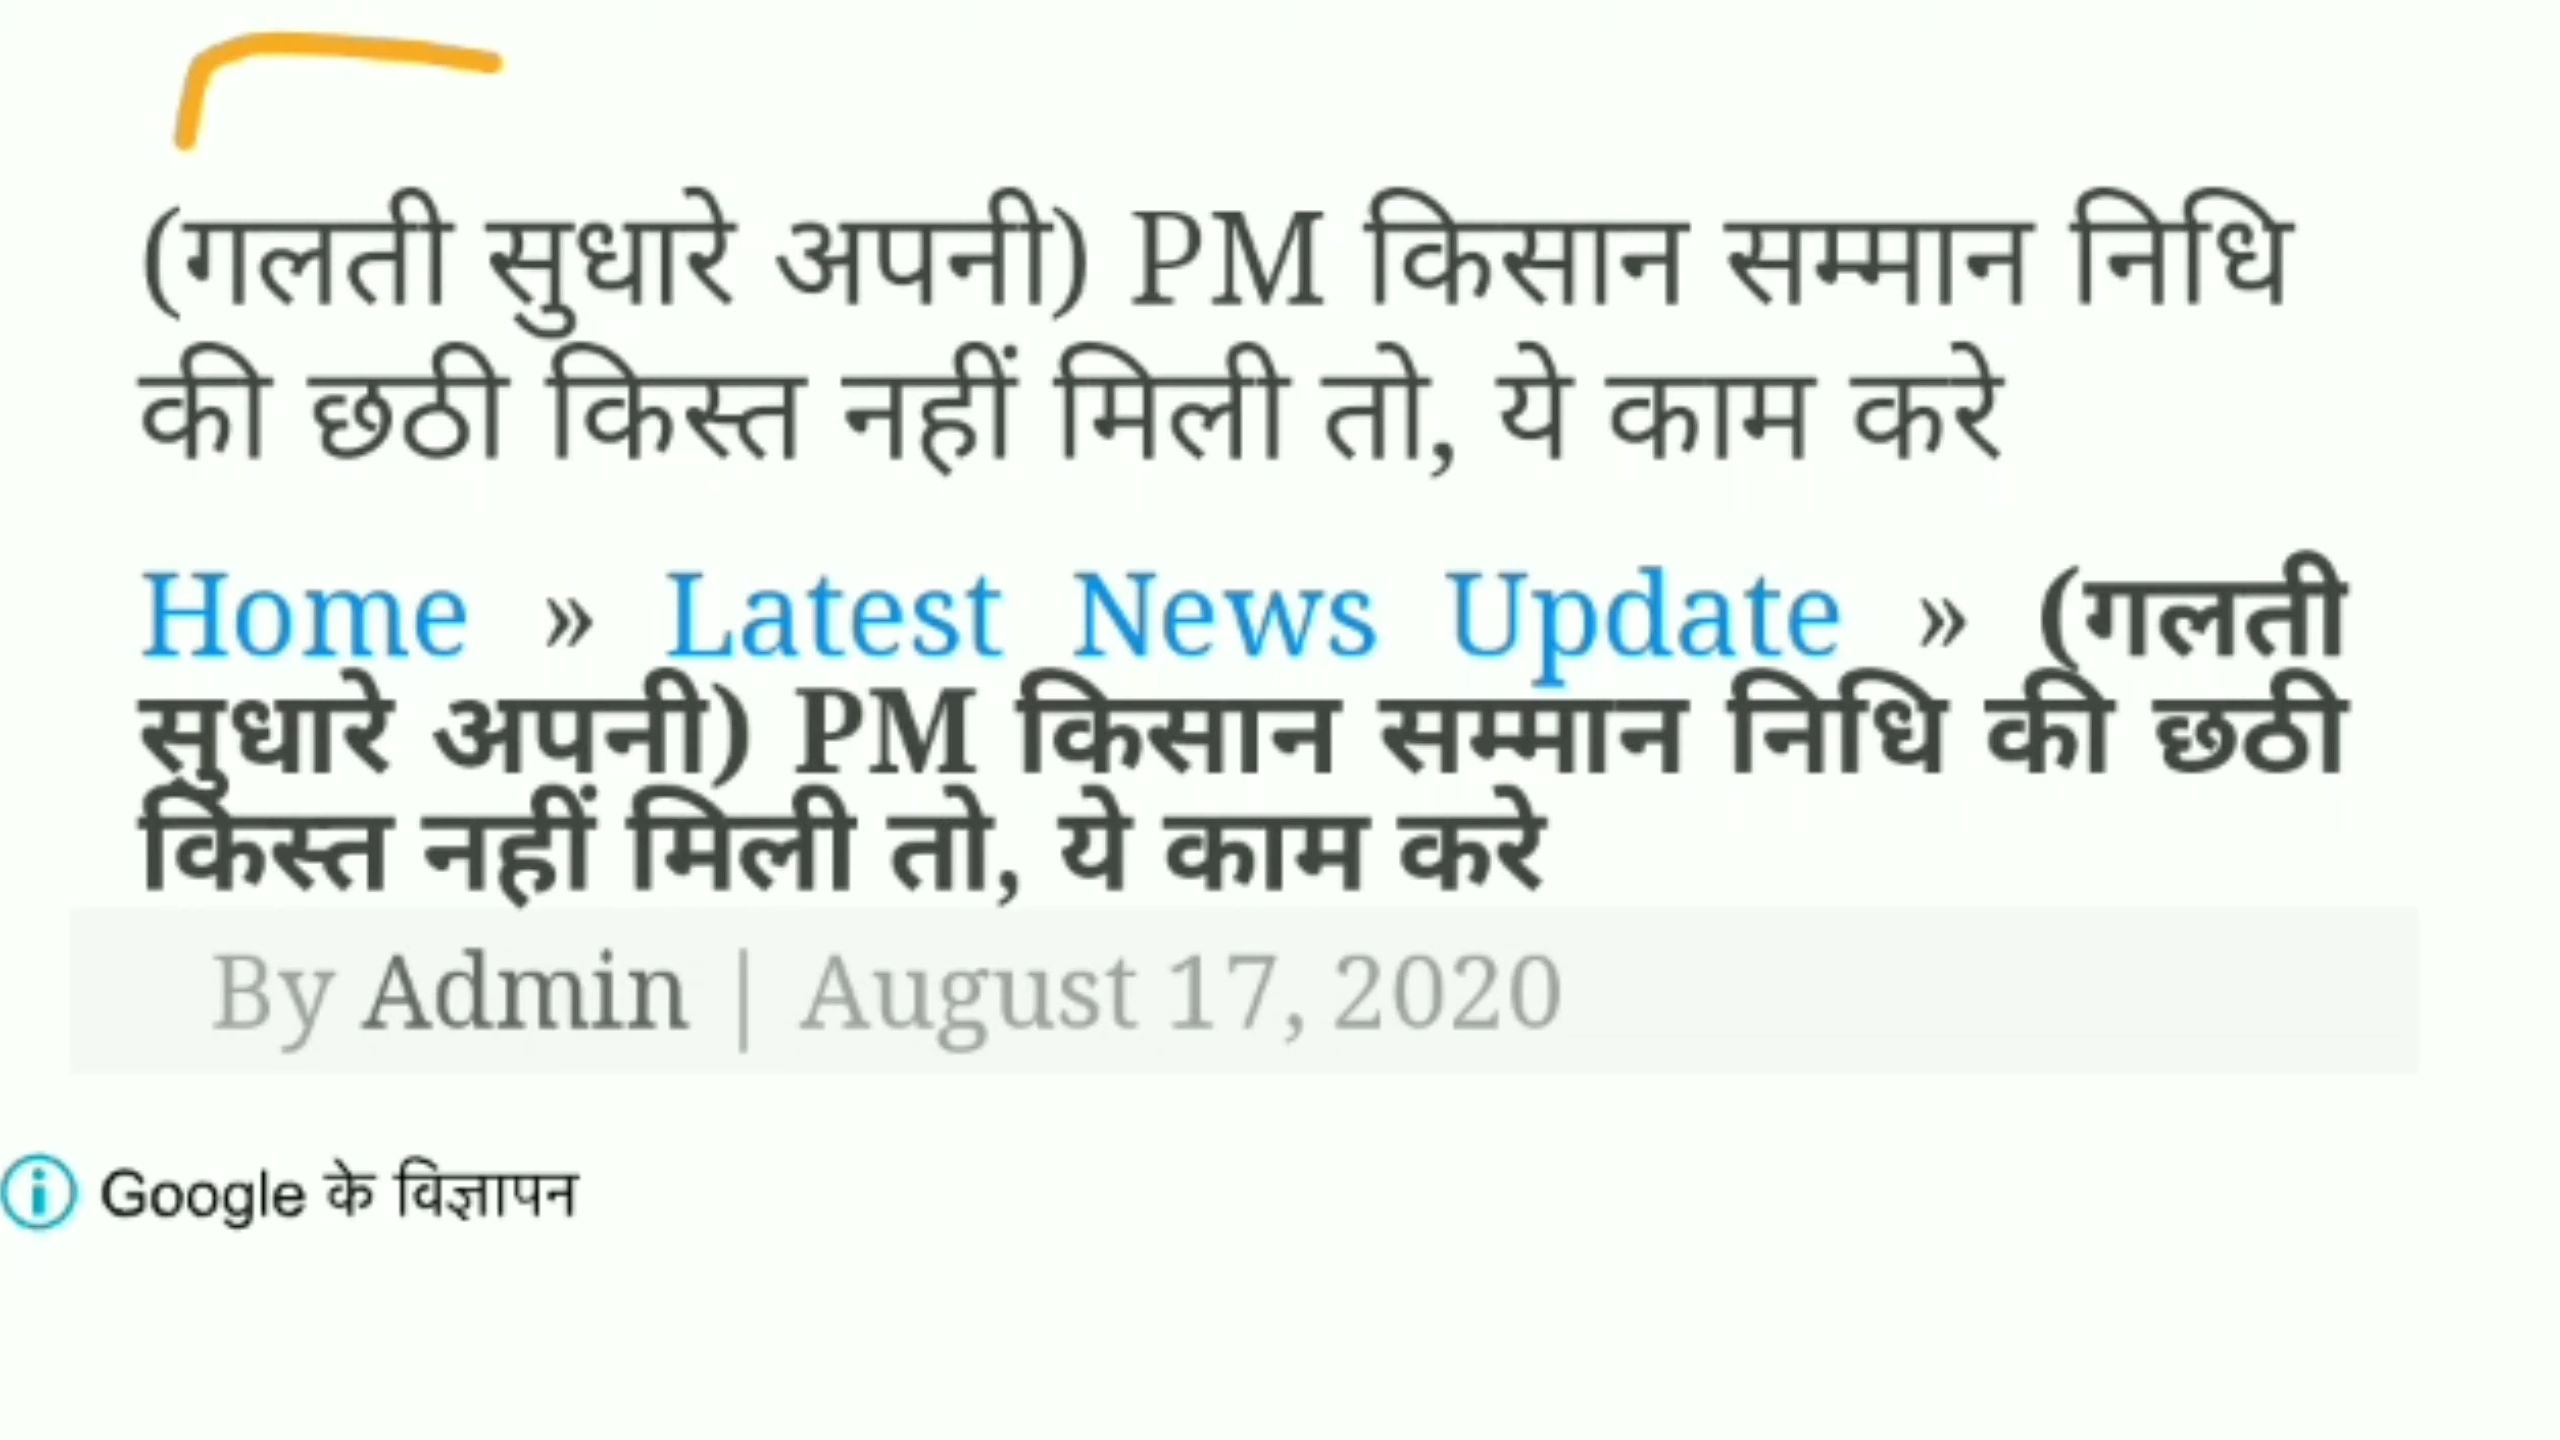 (गलती सुधारे अपनी) PM किसान सम्मान निधि
की छठी किस्त नहीं मिली तो, ये काम करे
Home » Latest News Update » (गलती
सुधारे अपनी) PM किसान सम्मान निधि की छठी
किस्त नहीं मिली तो, ये काम करे
By Admin | August 17, 2020
Google के विज्ञापन